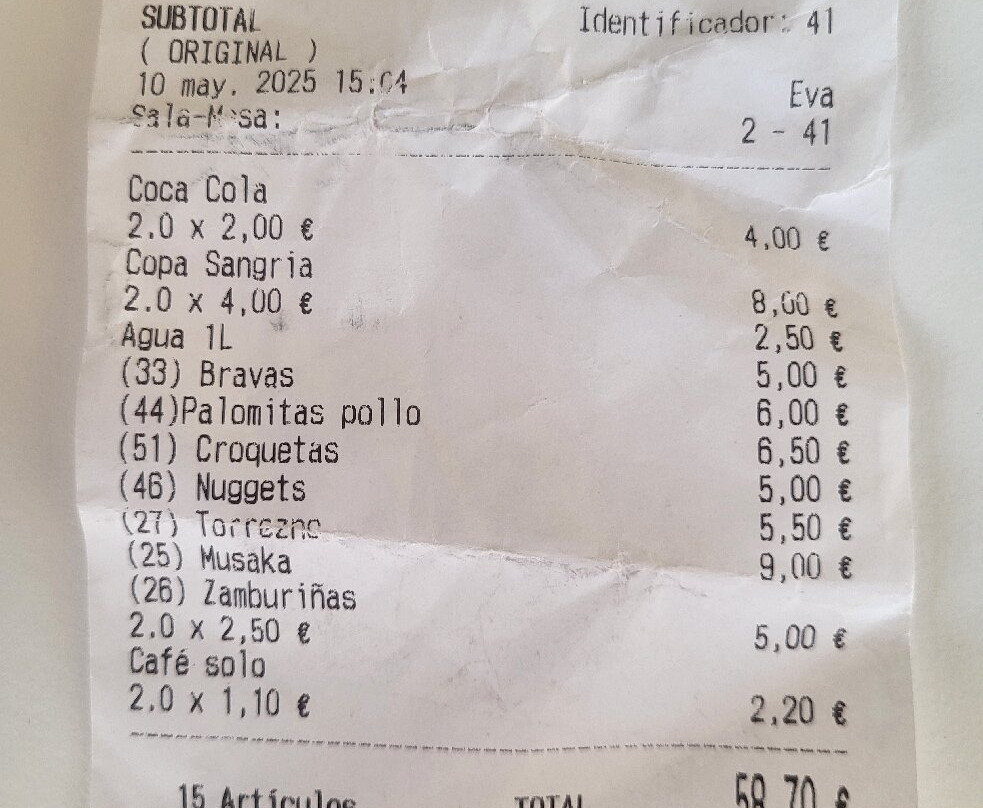 SUBTOTAL Identificador: 41
( ORIGINAL )
10 may. 2025 15:04
Eva
Sala-Mesa: 2 - 41
Coca Cola
2.0 x 2,00 € 4,00 €
Copa Sangria
2.0 x 4,00 € 8,00 €
Agua 1L 2,50 €
(33) Bravas 5,00 €
(44)Palomitas pollo 6,00 €
(51) Croquetas 6,50 €
(46) Nuggets 5,00 €
(27) Torrezno 5,50 €
(25) Musaka 9,00 €
(26) Zamburiñas
2.0 x 2,50 € 5,00 €
Café solo
2.0 x 1,10 € 2,20 €
15 Artículos TOTAL 58,70 €